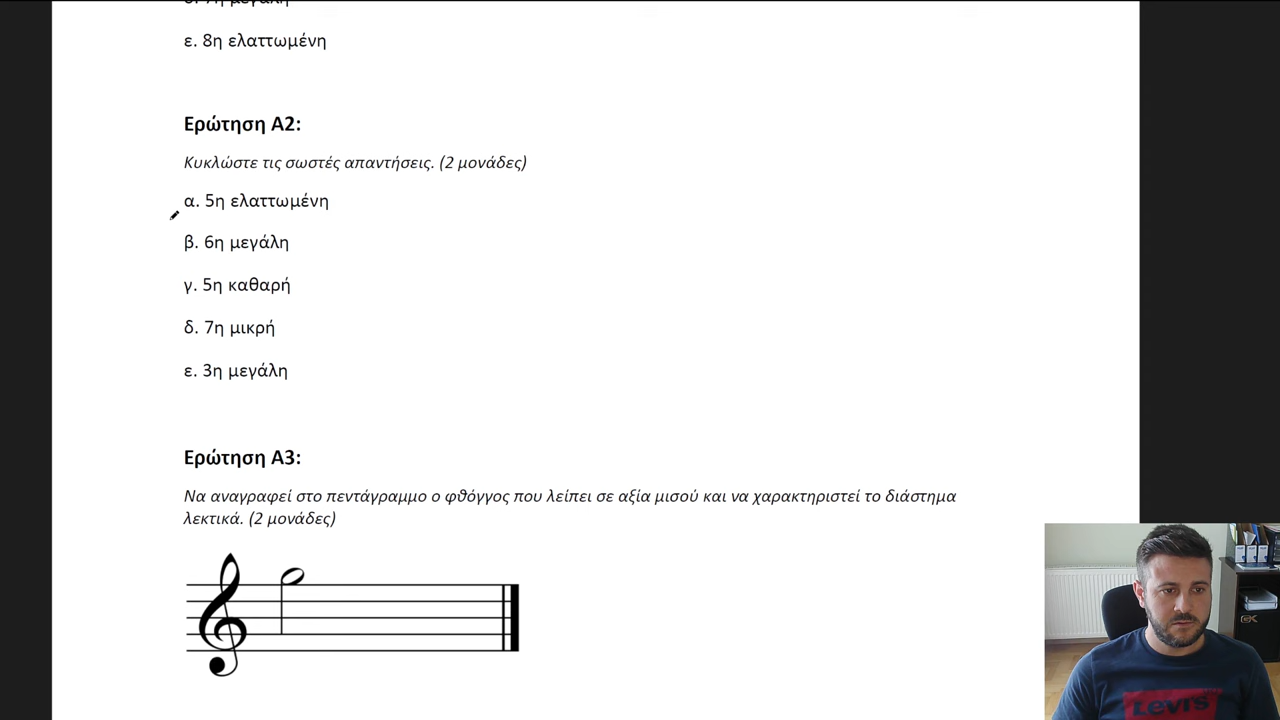 ε. 8η ελαττωμένη
Ερώτηση Α2:
Κυκλώστε τις σωστές απαντήσεις. (2 μονάδες)
α. 5η ελαττωμένη
β. 6η μεγάλη
γ. 5η καθαρή
δ. 7η μικρή
ε. 3η μεγάλη
Ερώτηση Α3:
Να αναγραφεί στο πεντάγραμμο ο φθόγγος που λείπει σε αξία μισού και να χαρακτηριστεί το διάστημα
λεκτικά. (2 μονάδες)
Levi's